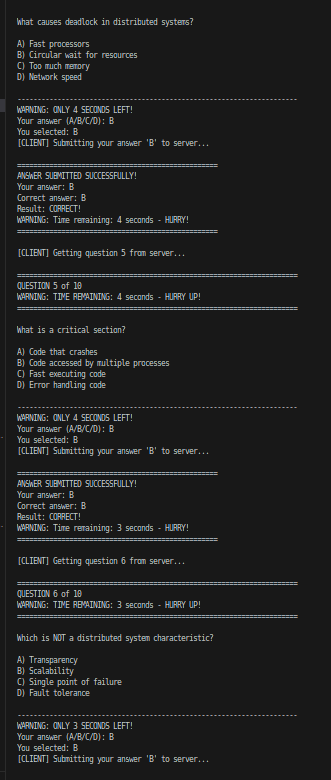 What causes deadlock in distributed systems?
A) Fast processors
B) Circular wait for resources
C) Too much memory
D) Network speed
----------------------------------------------------------------------
WARNING: ONLY 4 SECONDS LEFT!
Your answer (A/B/C/D): B
You selected: B
[CLIENT] Submitting your answer 'B' to server...
==================================================
ANSWER SUBMITTED SUCCESSFULLY!
Your answer: B
Correct answer: B
Result: CORRECT!
WARNING: Time remaining: 4 seconds - HURRY!
==================================================
[CLIENT] Getting question 5 from server...
======================================================================
QUESTION 5 of 10
WARNING: TIME REMAINING: 4 seconds - HURRY UP!
======================================================================
What is a critical section?
A) Code that crashes
B) Code accessed by multiple processes
C) Fast executing code
D) Error handling code
----------------------------------------------------------------------
WARNING: ONLY 4 SECONDS LEFT!
Your answer (A/B/C/D): B
You selected: B
[CLIENT] Submitting your answer 'B' to server...
==================================================
ANSWER SUBMITTED SUCCESSFULLY!
Your answer: B
Correct answer: B
Result: CORRECT!
WARNING: Time remaining: 3 seconds - HURRY!
==================================================
[CLIENT] Getting question 6 from server...
======================================================================
QUESTION 6 of 10
WARNING: TIME REMAINING: 3 seconds - HURRY UP!
======================================================================
Which is NOT a distributed system characteristic?
A) Transparency
B) Scalability
C) Single point of failure
D) Fault tolerance
----------------------------------------------------------------------
WARNING: ONLY 3 SECONDS LEFT!
Your answer (A/B/C/D): B
You selected: B
[CLIENT] Submitting your answer 'B' to server...